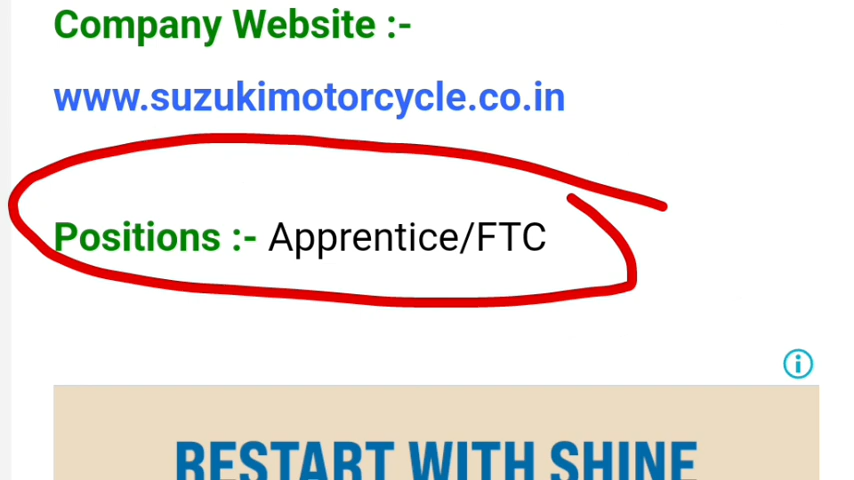 Company Website :-
www.suzukimotorcycle.co.in
Positions :- Apprentice/FTC
RESTART WITH SHINE